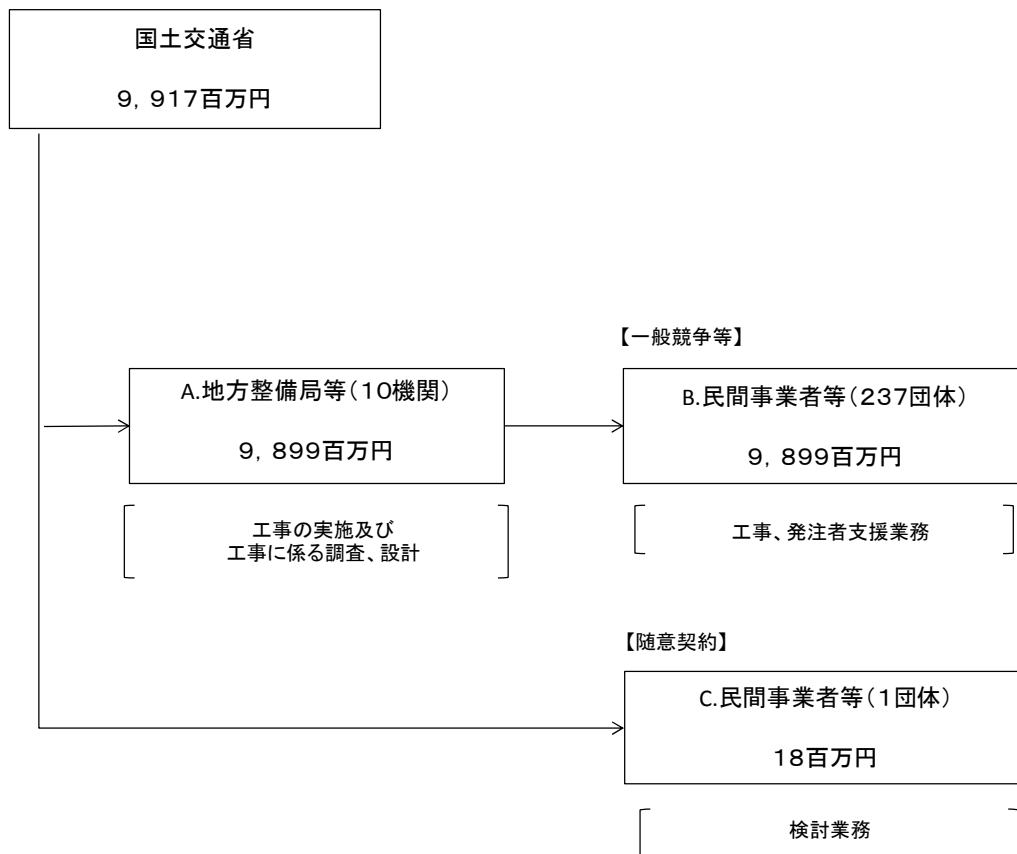 国土交通省
9，917百万円
【一般競争等】
A.地方整備局等（10機関）
9，899百万円
B.民間事業者等（237団体）
9，899百万円
工事の実施及び
工事に係る調査、設計
工事、発注者支援業務
【随意契約】
C.民間事業者等（1団体）
18百万円
検討業務